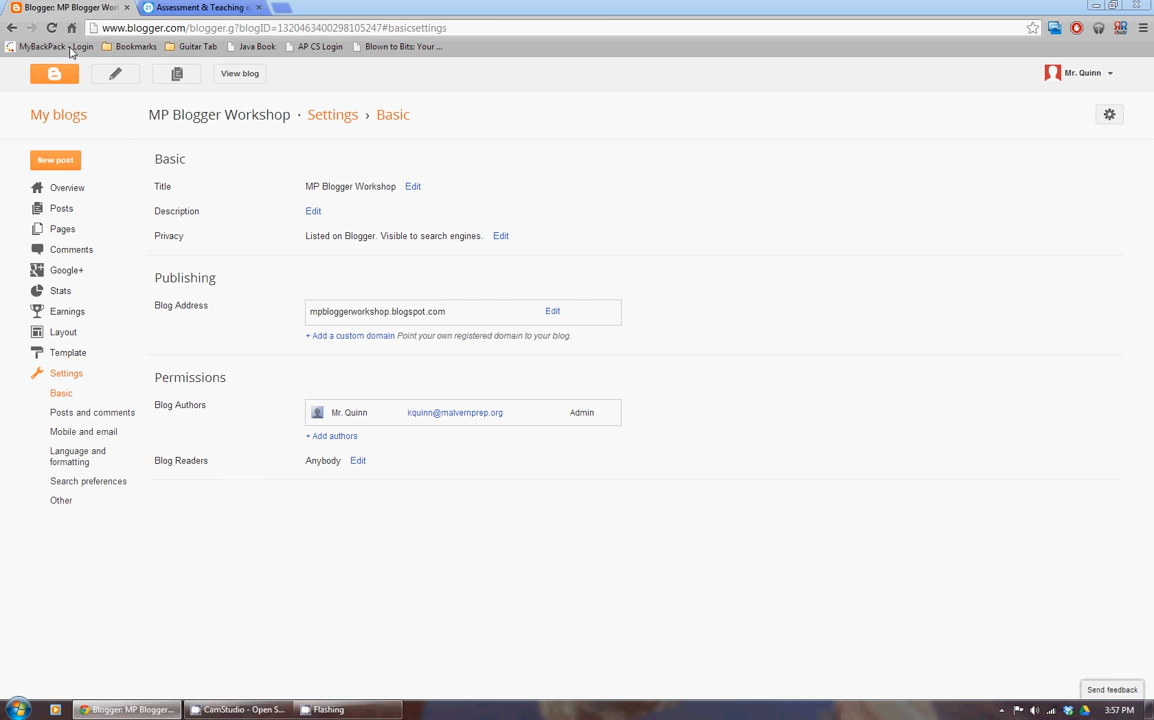 Blogger: MP Blogger Wor
Assessment & Teaching o
www.blogger.com/blogger.g?blogID=1320463400298105247#basicsettings
MyBackPack - Login
Bookmarks
Guitar Tab
Java Book
AP CS Login
Blown to Bits: Your ...
View blog
Mr. Quinn
My blogs
MP Blogger Workshop · Settings › Basic
New post
Overview
Posts
Pages
Comments
Google+
Stats
Earnings
Layout
Template
Settings
Basic
Posts and comments
Mobile and email
Language and
formatting
Search preferences
Other
Basic
Title MP Blogger Workshop Edit
Description Edit
Privacy Listed on Blogger. Visible to search engines. Edit
Publishing
Blog Address mpbloggerworkshop.blogspot.com Edit
+ Add a custom domain Point your own registered domain to your blog.
Permissions
Blog Authors Mr. Quinn kquinn@malvernprep.org Admin
+ Add authors
Blog Readers Anybody Edit
Send feedback
Blogger: MP Blogger...
CamStudio - Open S...
Flashing
3:57 PM